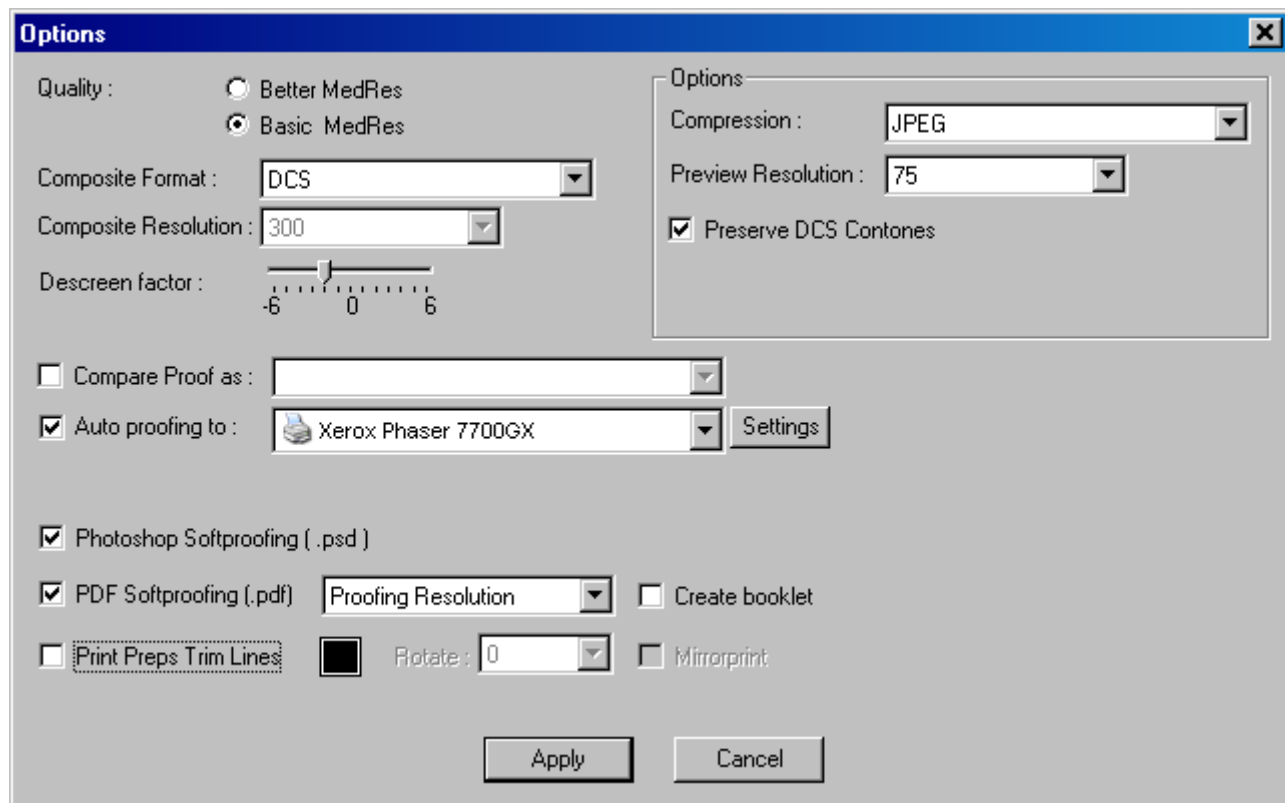 Options
Quality :
Better MedRes
Basic MedRes
Composite Format :
DCS
Composite Resolution :
300
Descreen factor :
-6 0 6
Options
Compression :
JPEG
Preview Resolution :
75
Preserve DCS Contones
Compare Proof as :
Auto proofing to :
Xerox Phaser 7700GX
Settings
Photoshop Softproofing ( .psd )
PDF Softproofing (.pdf)
Proofing Resolution
Create booklet
Print Preps Trim Lines
Rotate :
0
Mirrorprint
Apply
Cancel